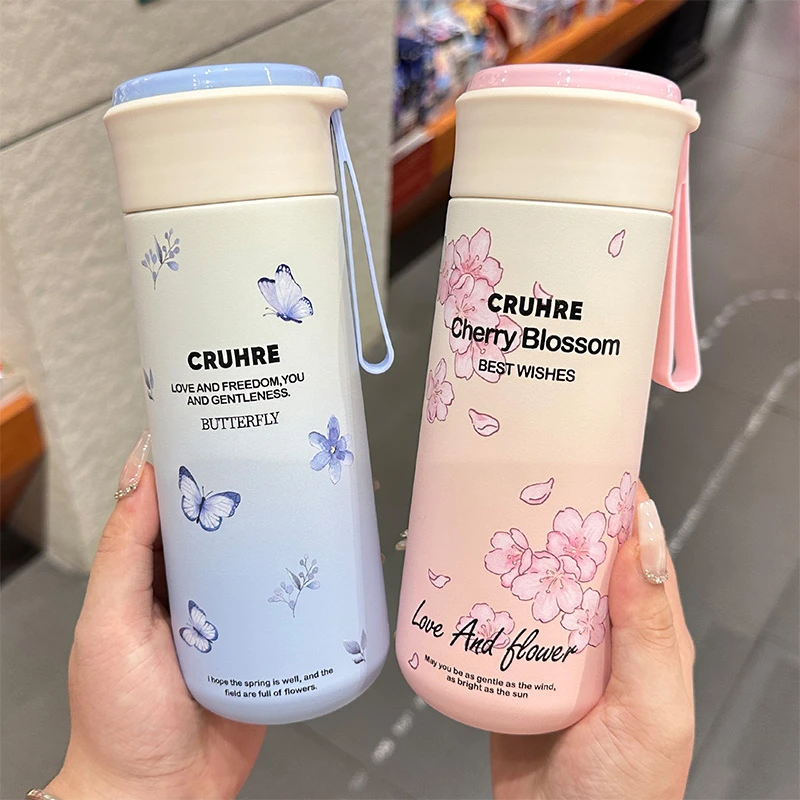 CRUHRE
LOVE AND FREEDOM,YOU
AND GENTLENESS.
BUTTERFLY
i hope the spring is well, and the
field are full of flowers.
CRUHRE
Cherry Blossom
BEST WISHES
Love And flower
May you be as gentle as the wind,
as bright as the sun